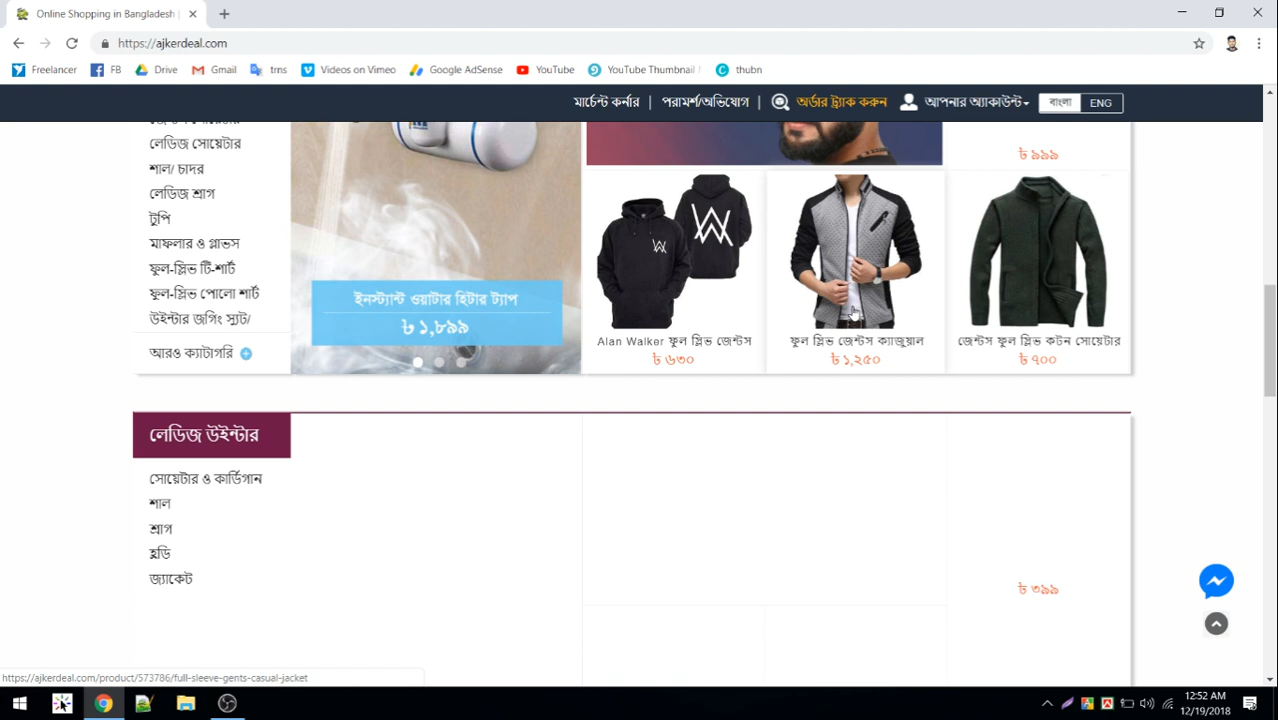 Online Shopping in Bangladesh |
https://ajkerdeal.com
Freelancer
FB
Drive
Gmail
trns
Videos on Vimeo
Google AdSense
YouTube
YouTube Thumbnail
thubn
মার্চেন্ট কর্নার | পরামর্শ/অভিযোগ | অর্ডার ট্র্যাক করুন আপনার অ্যাকাউন্ট বাংলা ENG
লেডিজ সোয়েটার
শাল/ চাদর
লেডিজ শ্রাগ
টুপি
মাফলার ও গ্লাভস
ফুল-স্লিভ টি-শার্ট
ফুল-স্লিভ পোলো শার্ট
উইন্টার জগিং স্যুট/
আরও ক্যাটাগরি
ইনস্ট্যান্ট ওয়াটার হিটার ট্যাপ
৳ ১,৮৯৯
৳ ৯৯৯
Alan Walker ফুল স্লিভ জেন্টস
৳ ৬৩০
ফুল স্লিভ জেন্টস ক্যাজুয়াল
৳ ১,২৫০
জেন্টস ফুল স্লিভ কটন সোয়েটার
৳ ৭০০
লেডিজ উইন্টার
সোয়েটার ও কার্ডিগান
শাল
শ্রাগ
হুডি
জ্যাকেট
৳ ৩৯৯
https://ajkerdeal.com/product/573786/full-sleeve-gents-casual-jacket
12:52 AM
12/19/2018